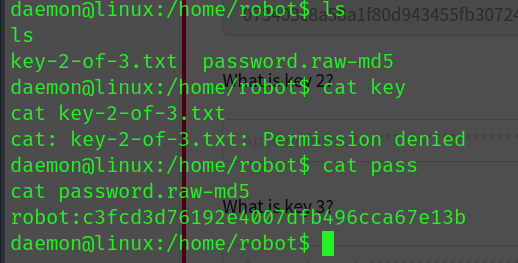 073403f8a58a1f80d943455fb30724
daemon@linux:/home/robot$ ls
ls
key-2-of-3.txt  password.raw-md5
What is key 2?
daemon@linux:/home/robot$ cat key
cat key-2-of-3.txt
cat: key-2-of-3.txt: Permission denied
daemon@linux:/home/robot$ cat pass
cat password.raw-md5
What is key 3?
robot:c3fcd3d76192e4007dfb496cca67e13b
daemon@linux:/home/robot$